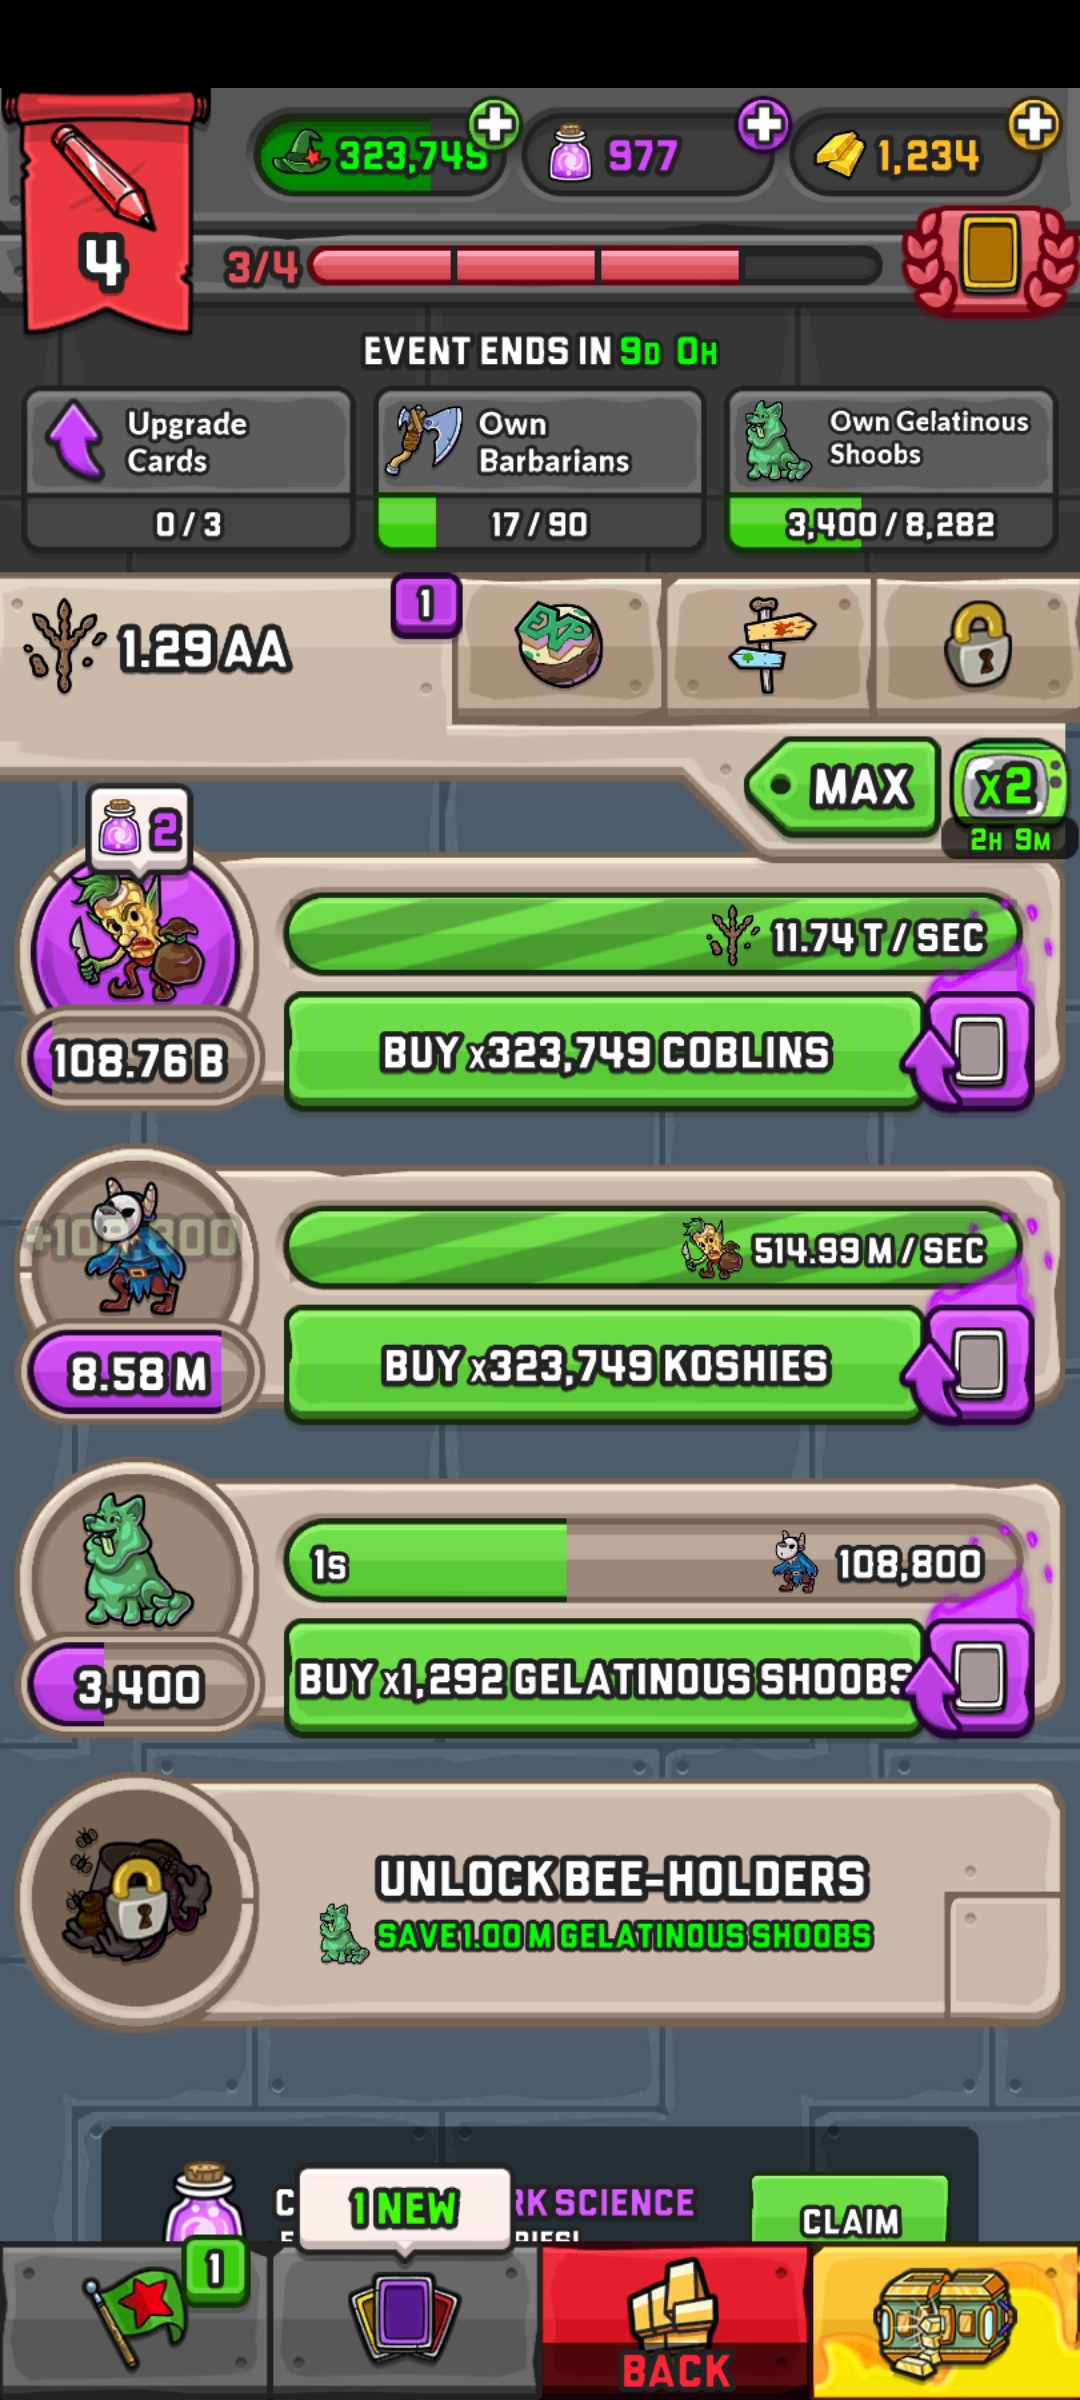 323,749
977
1,234
4
3/4
EVENT ENDS IN 9D 0H
Upgrade
Cards
0 / 3
Own
Barbarians
17 / 90
Own Gelatinous
Shoobs
3,400 / 8,282
1.29 AA
1
EXP
MAX
x2
2H 9M
2
11.74 T / SEC
108.76 B
BUY x323,749 COBLINS
514.99 M / SEC
8.58 M
BUY x323,749 KOSHIES
1s
108,800
3,400
BUY x1,292 GELATINOUS SHOOBS
UNLOCK BEE-HOLDERS
SAVE 1.00 M GELATINOUS SHOOBS
1 NEW
SCIENCE
CLAIM
1
BACK